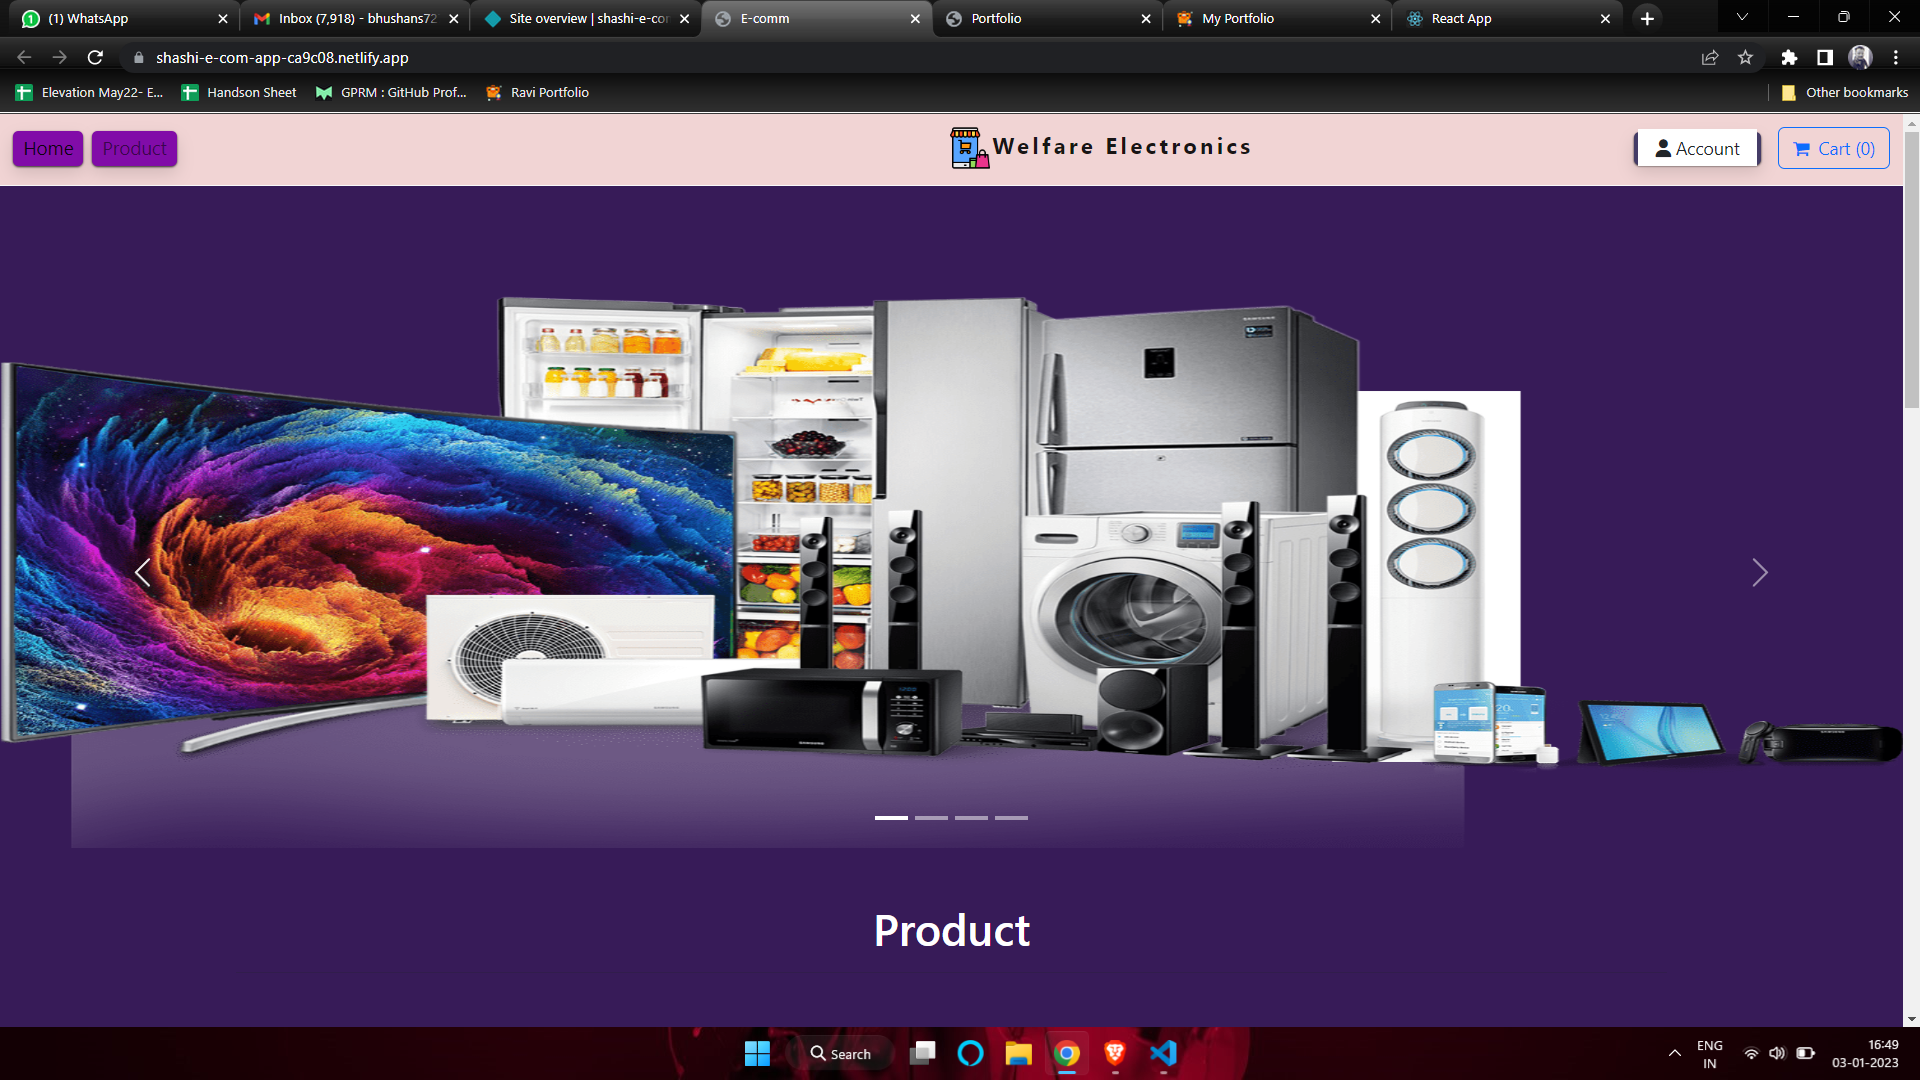 (1) WhatsApp
Inbox (7,918) - bhushans72
Site overview | shashi-e-cor
E-comm
Portfolio
My Portfolio
React App
shashi-e-com-app-ca9c08.netlify.app
Elevation May22- E...
Handson Sheet
GPRM : GitHub Prof...
Ravi Portfolio
Other bookmarks
Home
Product
Welfare Electronics
Account
Cart (0)
SAMSUNG
SAMSUNG
Product
Search
ENG
IN
16:49
03-01-2023